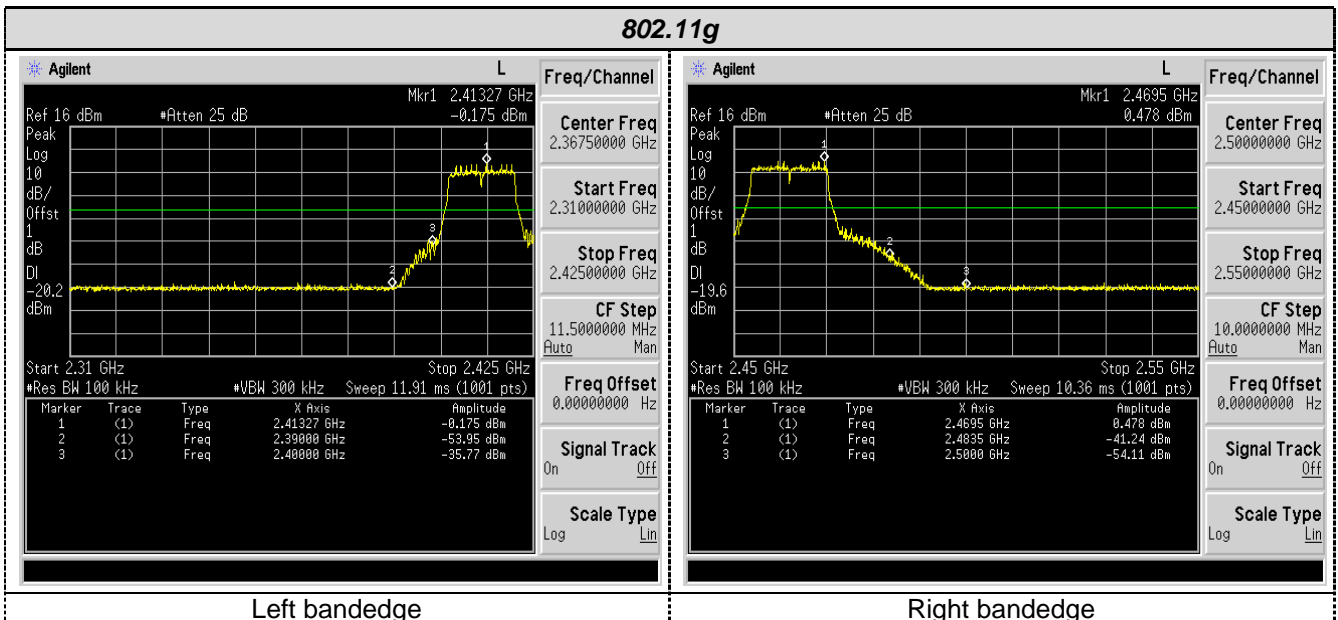 802.11g
Agilent L
Mkr1 2.41327 GHz
Ref 16 dBm #Atten 25 dB -0.175 dBm
Peak
Log
10
dB/
Offst
1
dB
DI
-20.2
dBm
1
2
3
Start 2.31 GHz Stop 2.425 GHz
#Res BW 100 kHz #VBW 300 kHz Sweep 11.91 ms (1001 pts)
Marker Trace Type X Axis Amplitude
1 (1) Freq 2.41327 GHz -0.175 dBm
2 (1) Freq 2.39000 GHz -53.95 dBm
3 (1) Freq 2.40000 GHz -35.77 dBm
Freq/Channel
Center Freq
2.36750000 GHz
Start Freq
2.31000000 GHz
Stop Freq
2.42500000 GHz
CF Step
11.5000000 MHz
Auto Man
Freq Offset
0.00000000 Hz
Signal Track
On Off
Scale Type
Log Lin
Left bandedge
Agilent L
Mkr1 2.4695 GHz
Ref 16 dBm #Atten 25 dB 0.478 dBm
Peak
Log
10
dB/
Offst
1
dB
DI
-19.6
dBm
1
2
3
Start 2.45 GHz Stop 2.55 GHz
#Res BW 100 kHz #VBW 300 kHz Sweep 10.36 ms (1001 pts)
Marker Trace Type X Axis Amplitude
1 (1) Freq 2.4695 GHz 0.478 dBm
2 (1) Freq 2.4835 GHz -41.24 dBm
3 (1) Freq 2.5000 GHz -54.11 dBm
Freq/Channel
Center Freq
2.50000000 GHz
Start Freq
2.45000000 GHz
Stop Freq
2.55000000 GHz
CF Step
10.0000000 MHz
Auto Man
Freq Offset
0.00000000 Hz
Signal Track
On Off
Scale Type
Log Lin
Right bandedge